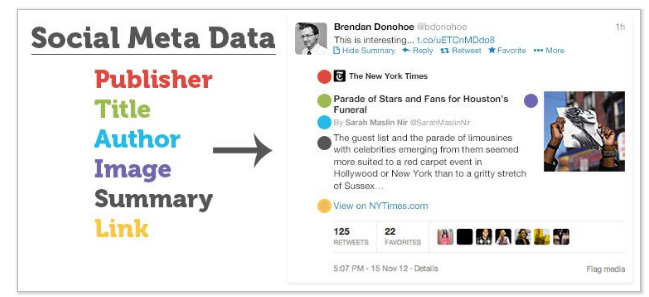 Social Meta Data
Publisher
Title
Author
Image
Summary
Link
Brendan Donohoe @bdonohoe 1h
This is interesting... t.co/uETCnMDdo8
Hide Summary Reply Retweet Favorite More
The New York Times
Parade of Stars and Fans for Houston's
Funeral
By Sarah Maslin Nir @SarahMaslinNir
The guest list and the parade of limousines
with celebrities emerging from them seemed
more suited to a red carpet event in
Hollywood or New York than to a gritty stretch
of Sussex...
View on NYTimes.com
125 22
RETWEETS FAVORITES
5:07 PM - 15 Nov 12 · Details Flag media